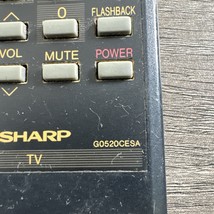 0 FLASHBACK
VOL MUTE POWER
SHARP G0520CESA
TV